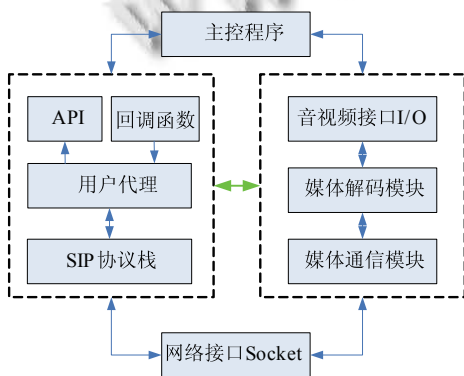 主控程序
API
回调函数
用户代理
SIP协议栈
音视频接口I/O
媒体解码模块
媒体通信模块
网络接口Socket